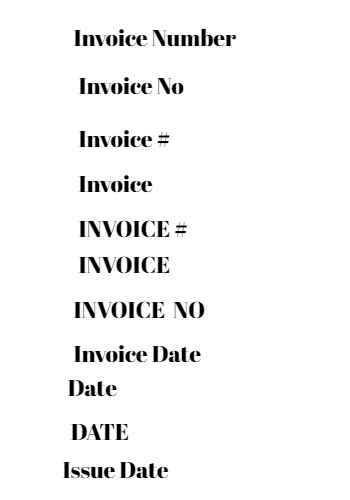 Invoice Number
Invoice No
Invoice #
Invoice
INVOICE #
INVOICE
INVOICE NO
Invoice Date
Date
DATE
Issue Date